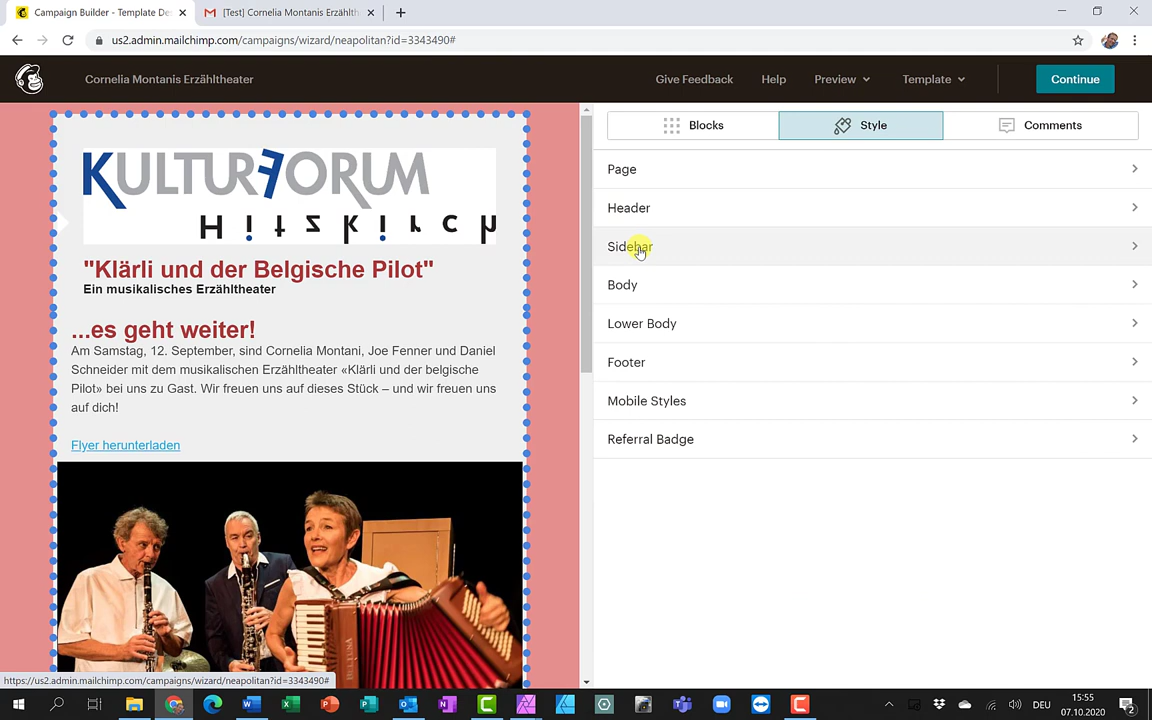 Campaign Builder - Template De
[Test] Cornelia Montanis Erzählth
us2.admin.mailchimp.com/campaigns/wizard/neapolitan?id=3343490#
Cornelia Montanis Erzähltheater
Give Feedback
Help
Preview
Template
Continue
Blocks
Style
Comments
Page
Header
Sidebar
Body
Lower Body
Footer
Mobile Styles
Referral Badge
KULTURFORUM
Hitzkirch
"Klärli und der Belgische Pilot"
Ein musikalisches Erzähltheater
...es geht weiter!
Am Samstag, 12. September, sind Cornelia Montani, Joe Fenner und Daniel
Schneider mit dem musikalischen Erzähltheater «Klärli und der belgische
Pilot» bei uns zu Gast. Wir freuen uns auf dieses Stück – und wir freuen uns
auf dich!
Flyer herunterladen
https://us2.admin.mailchimp.com/campaigns/wizard/neapolitan?id=3343490#
DEU
15:55
07.10.2020
2